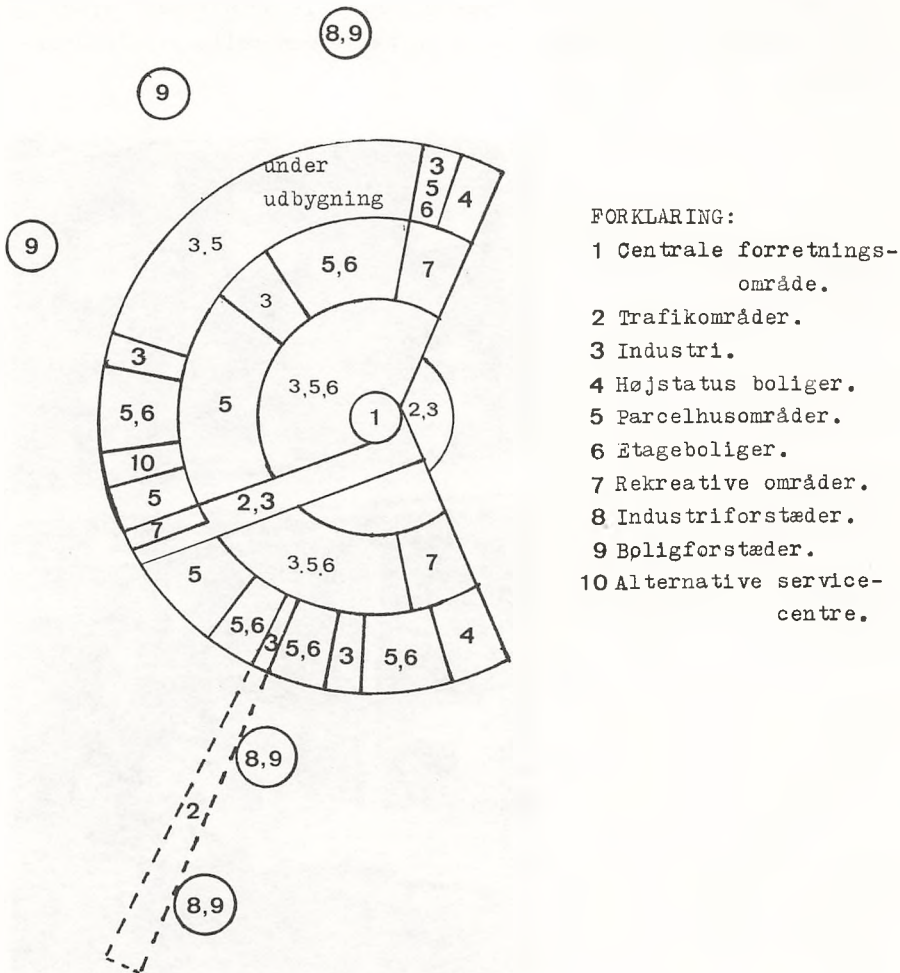 8,9
9
9
under
udbygning
3
5
6
4
3,5
5,6
7
3
3
3,5,6
5
1
2,3
5,6
10
5
7
2,3
3,5,6
7
5
5,6
3
5,6
3
5,6
4
8,9
2
8,9
FORKLARING:
1 Centrale forretnings-
område.
2 Trafikområder.
3 Industri.
4 Højstatus boliger.
5 Parcelhusområder.
6 Etageboliger.
7 Rekreative områder.
8 Industriforstæder.
9 Boligforstæder.
10 Alternative service-
centre.